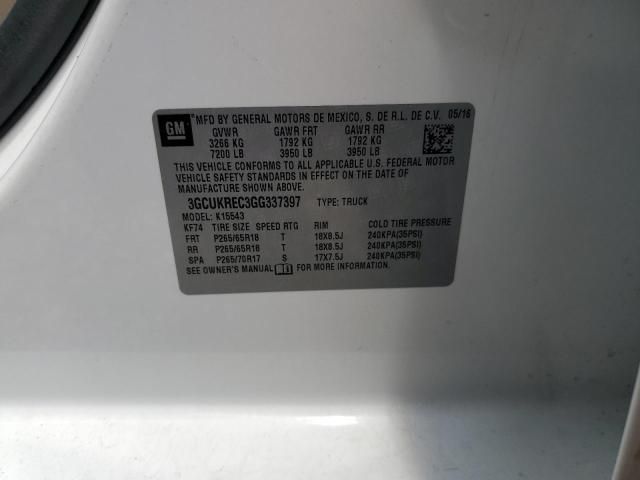 GM
MFD BY GENERAL MOTORS DE MEXICO, S. DE R.L. DE C.V. 05/16
GVWR GAWR FRT GAWR RR
3266 KG 1792 KG 1792 KG
7200 LB 3950 LB 3950 LB
THIS VEHICLE CONFORMS TO ALL APPLICABLE U.S. FEDERAL MOTOR
VEHICLE SAFETY STANDARDS IN EFFECT ON THE DATE OF
MANUFACTURE SHOWN ABOVE.
3GCUKREC3GG337397 TYPE: TRUCK
MODEL: K15543
KF74 TIRE SIZE SPEED RTG RIM COLD TIRE PRESSURE
FRT P265/65R18 T 18X8.5J 240KPA(35PSI)
RR P265/65R18 T 18X8.5J 240KPA(35PSI)
SPA P265/70R17 S 17X7.5J 240KPA(35PSI)
SEE OWNER'S MANUAL FOR MORE INFORMATION.